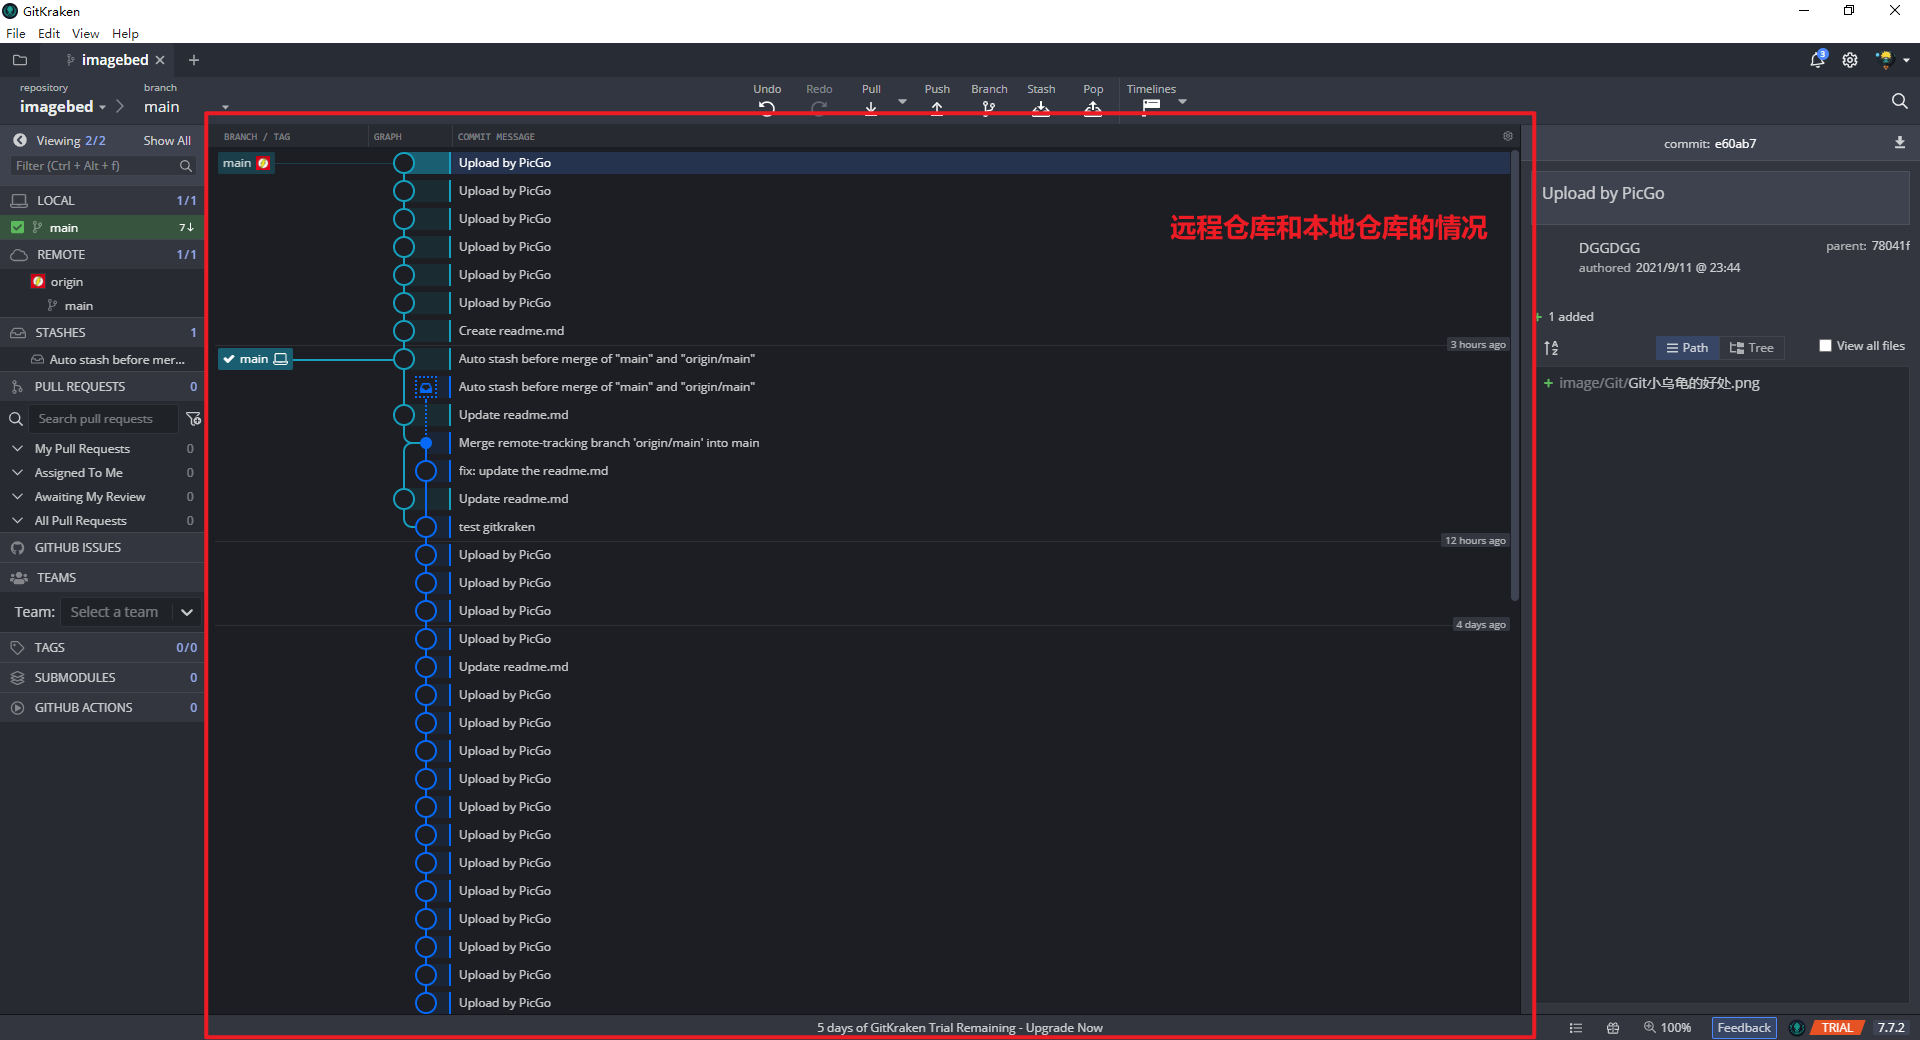 GitKraken
File Edit View Help
imagebed
repository
imagebed
branch
main
Undo Redo Pull Push Branch Stash Pop Timelines
3
Viewing 2/2 Show All
Filter (Ctrl + Alt + f)
LOCAL 1/1
main 7↓
REMOTE 1/1
origin
main
STASHES 1
Auto stash before mer...
PULL REQUESTS 0
Search pull requests
My Pull Requests 0
Assigned To Me 0
Awaiting My Review 0
All Pull Requests 0
GITHUB ISSUES
TEAMS
Team: Select a team
TAGS 0/0
SUBMODULES 0
GITHUB ACTIONS 0
BRANCH / TAG GRAPH COMMIT MESSAGE
main Upload by PicGo
Upload by PicGo
Upload by PicGo
远程仓库和本地仓库的情况
Upload by PicGo
Upload by PicGo
Upload by PicGo
Create readme.md
3 hours ago
main Auto stash before merge of "main" and "origin/main"
Auto stash before merge of "main" and "origin/main"
Update readme.md
Merge remote-tracking branch 'origin/main' into main
fix: update the readme.md
Update readme.md
test gitkraken
12 hours ago
Upload by PicGo
Upload by PicGo
Upload by PicGo
4 days ago
Upload by PicGo
Update readme.md
Upload by PicGo
Upload by PicGo
Upload by PicGo
Upload by PicGo
Upload by PicGo
Upload by PicGo
Upload by PicGo
Upload by PicGo
Upload by PicGo
Upload by PicGo
Upload by PicGo
Upload by PicGo
commit: e60ab7
Upload by PicGo
DGGDGG
authored 2021/9/11 @ 23:44
parent: 78041f
+ 1 added
Path Tree View all files
+ image/Git/Git小乌龟的好处.png
5 days of GitKraken Trial Remaining - Upgrade Now
100% Feedback TRIAL 7.7.2